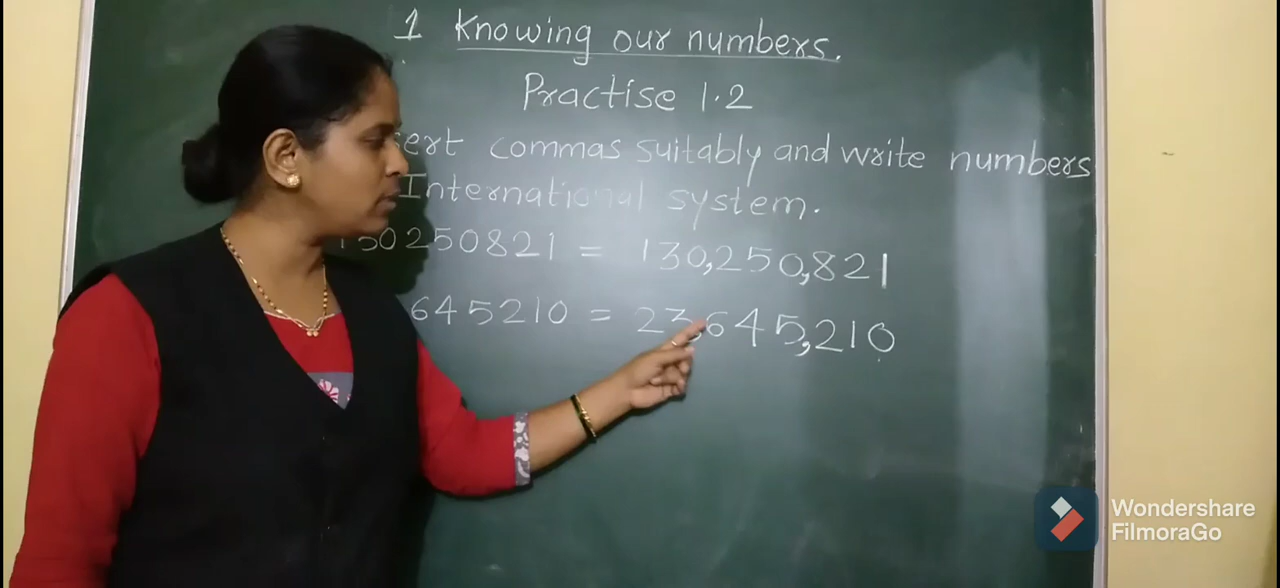 1 Knowing our numbers.
Practise 1.2
sert commas suitably and write numbers
International system.
130250821 = 130,250,821
645210 = 23,645,210
Wondershare
FilmoraGo